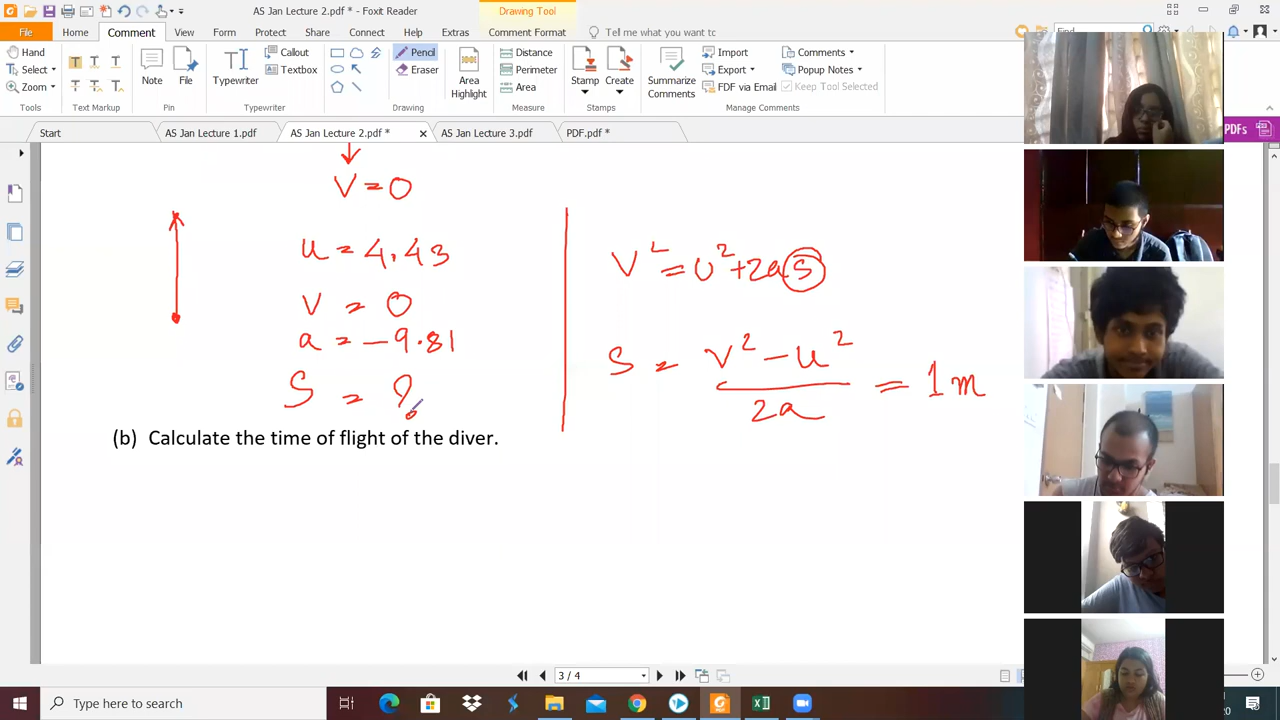 AS Jan Lecture 2.pdf * - Foxit Reader
Drawing Tool
File Home Comment View Form Protect Share Connect Help Extras Comment Format Tell me what you want to Find
Hand
Select
Zoom
Tools
Text Markup
Note
File
Pin
Typewriter
Callout
Textbox
Typewriter
Pencil
Eraser
Drawing
Area Highlight
Distance
Perimeter
Area
Measure
Stamp
Create
Stamps
Summarize Comments
Import
Export
FDF via Email
Comments
Popup Notes
Keep Tool Selected
Manage Comments
Start AS Jan Lecture 1.pdf AS Jan Lecture 2.pdf * AS Jan Lecture 3.pdf PDF.pdf *
PDFs
V = 0
u = 4.43
V = 0
a = -9.81
S = ?
V² = U² + 2aS
S = V² - u² / 2a = 1m
(b) Calculate the time of flight of the diver.
3 / 4
Type here to search
20